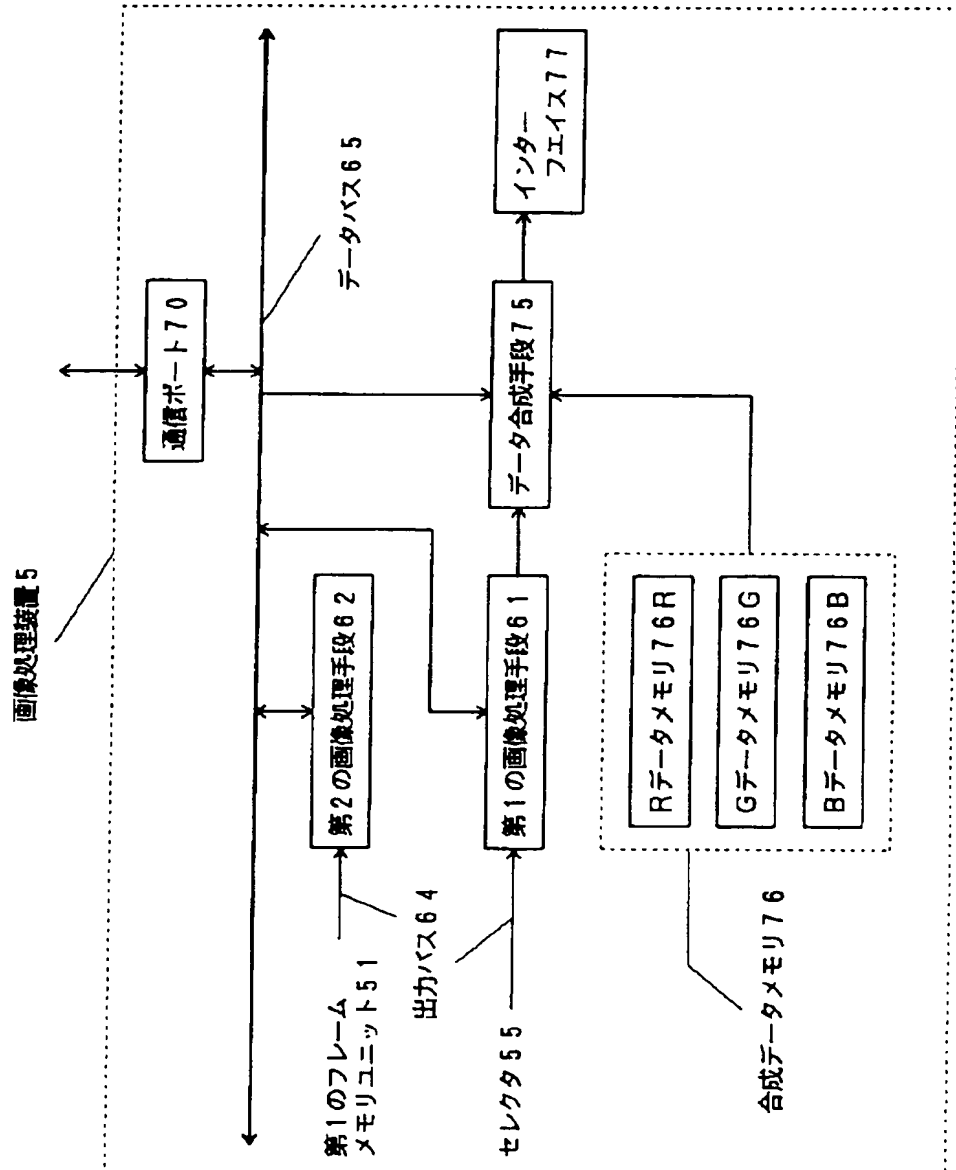 画像処理装置5
通信ポート70
データバス65
第2の画像処理手段62
第1のフレーム
メモリユニット51
出力バス64
セレクタ55
第1の画像処理手段61
データ合成手段75
インター
フエイス77
Rデータメモリ76R
Gデータメモリ76G
Bデータメモリ76B
合成データメモリ76